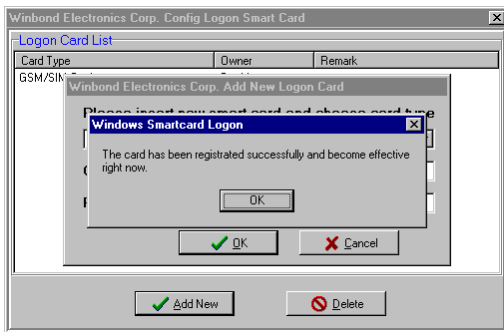 Winbond Electronics Corp. Config Logon Smart Card
Logon Card List
Card Type Owner Remark
GSM/SIM
Winbond Electronics Corp. Add New Logon Card
Please insert new smart card and choose card type
Windows Smartcard Logon
The card has been registrated successfully and become effective
right now.
OK
OK Cancel
Add New Delete